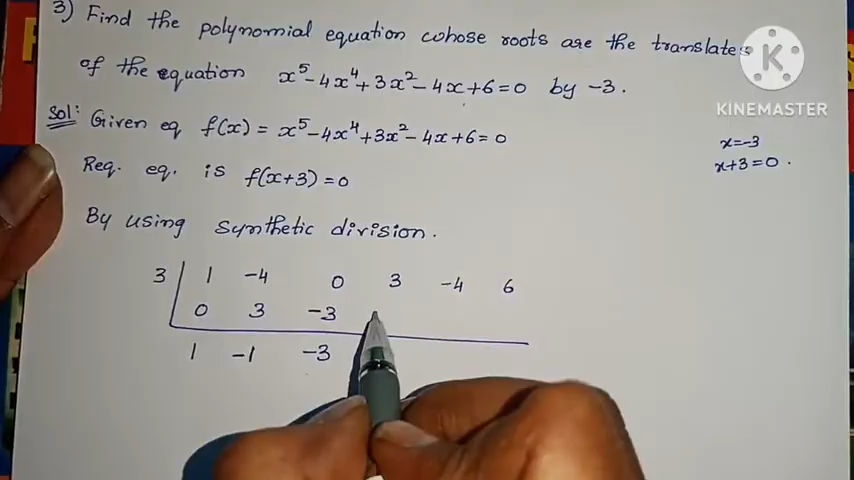 3) Find the polynomial equation whose roots are the translates
of the equation x⁵-4x⁴+3x²-4x+6=0 by -3.
K
KINEMASTER
Sol: Given eq f(x) = x⁵-4x⁴+3x²-4x+6=0
x=-3
x+3=0.
Req. eq. is f(x+3)=0
By using synthetic division.
3 | 1 -4 0 3 -4 6
0 3 -3
1 -1 -3